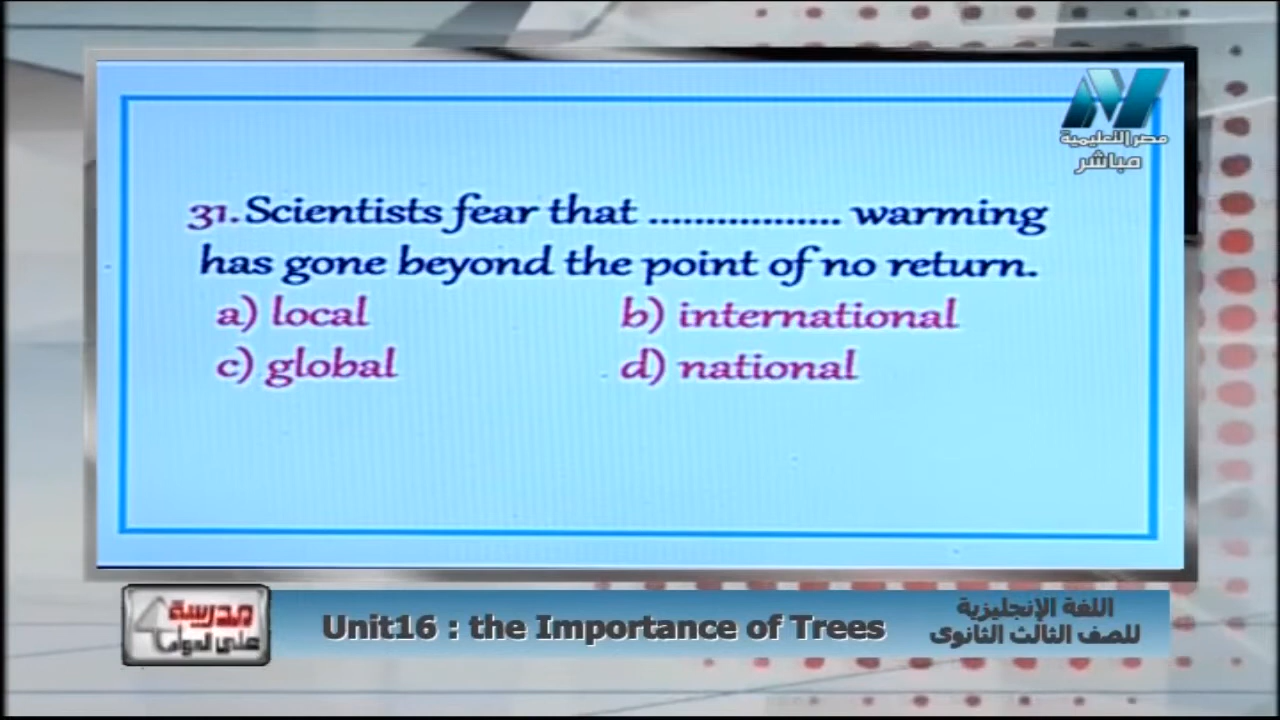 مصر التعليمية
مباشر
31. Scientists fear that ................. warming
has gone beyond the point of no return.
a) local b) international
c) global d) national
مدرسة
على الهواء
Unit16 : the Importance of Trees
اللغة الإنجليزية
للصف الثالث الثانوى